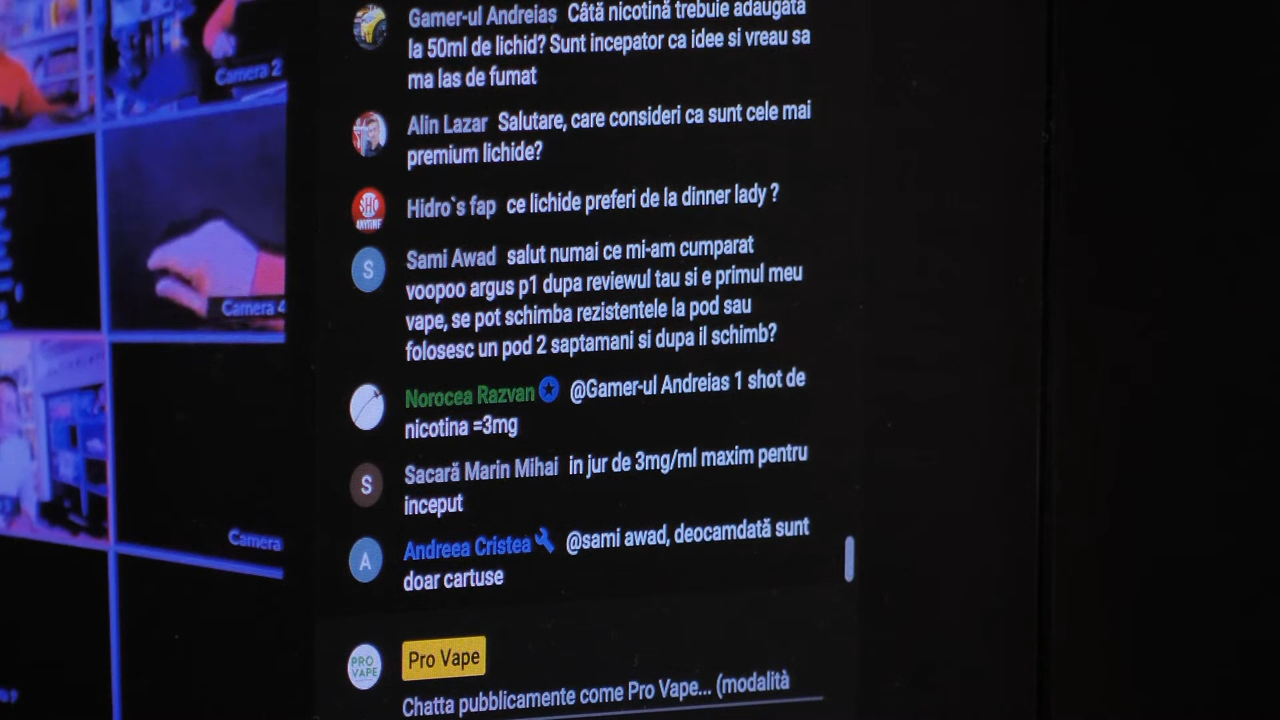 Gamer-ul Andreias Câtă nicotină trebuie adăugată
la 50ml de lichid? Sunt incepator ca idee si vreau sa
ma las de fumat
Alin Lazar Salutare, care consideri ca sunt cele mai
premium lichide?
SHO
ANYTIME
Hidro`s fap ce lichide preferi de la dinner lady ?
S
Sami Awad salut numai ce mi-am cumparat
voopoo argus p1 dupa reviewul tau si e primul meu
vape, se pot schimba rezistentele la pod sau
folosesc un pod 2 saptamani si dupa il schimb?
Norocea Razvan @Gamer-ul Andreias 1 shot de
nicotina =3mg
S
Sacară Marin Mihai in jur de 3mg/ml maxim pentru
inceput
A
Andreea Cristea @sami awad, deocamdată sunt
doar cartuse
PRO
VAPE
Pro Vape
Chatta pubblicamente come Pro Vape... (modalità
Camera 2
Camera 4
Camera